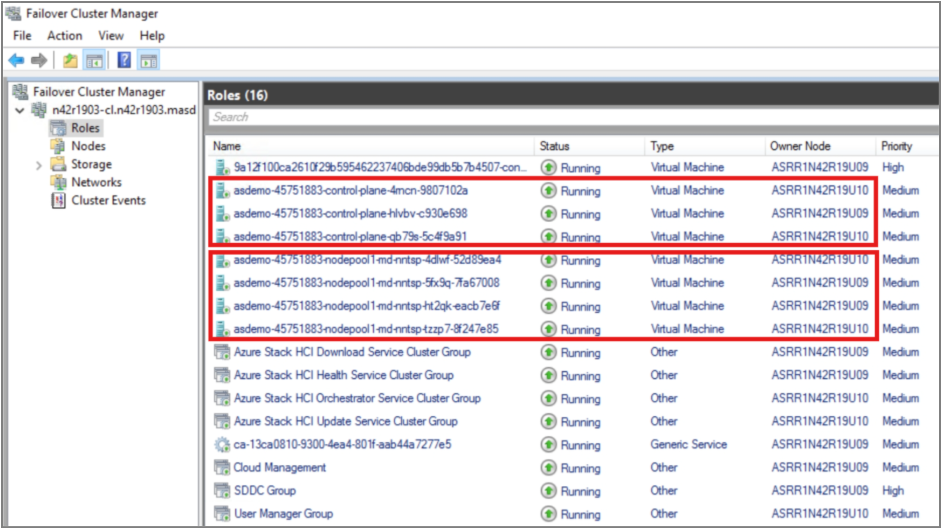 Failover Cluster Manager
File Action View Help
Failover Cluster Manager
n42r1903-cl.n42r1903.masd
Roles
Nodes
Storage
Networks
Cluster Events
Roles (16)
Search
Name Status Type Owner Node Priority
9a12f100ca2610f29b595462237406bde99db5b7b4507-con... Running Virtual Machine ASRR1N42R19U09 High
asdemo-45751883-control-plane-4mcn-9807102a Running Virtual Machine ASRR1N42R19U10 Medium
asdemo-45751883-control-plane-hlvbv-c930e698 Running Virtual Machine ASRR1N42R19U09 Medium
asdemo-45751883-control-plane-qb79s-5c4f9a91 Running Virtual Machine ASRR1N42R19U10 Medium
asdemo-45751883-nodepool1-md-nntsp-4dlwf-52d89ea4 Running Virtual Machine ASRR1N42R19U10 Medium
asdemo-45751883-nodepool1-md-nntsp-5fx9q-7fa67008 Running Virtual Machine ASRR1N42R19U09 Medium
asdemo-45751883-nodepool1-md-nntsp-ht2qk-eacb7e6f Running Virtual Machine ASRR1N42R19U09 Medium
asdemo-45751883-nodepool1-md-nntsp-tzzp7-8f247e85 Running Virtual Machine ASRR1N42R19U10 Medium
Azure Stack HCI Download Service Cluster Group Running Other ASRR1N42R19U09 Medium
Azure Stack HCI Health Service Cluster Group Running Other ASRR1N42R19U09 Medium
Azure Stack HCI Orchestrator Service Cluster Group Running Other ASRR1N42R19U10 Medium
Azure Stack HCI Update Service Cluster Group Running Other ASRR1N42R19U10 Medium
ca-13ca0810-9300-4ea4-801f-aab44a7277e5 Running Generic Service ASRR1N42R19U09 Medium
Cloud Management Running Other ASRR1N42R19U09 Medium
SDDC Group Running Other ASRR1N42R19U09 High
User Manager Group Running Other ASRR1N42R19U10 Medium